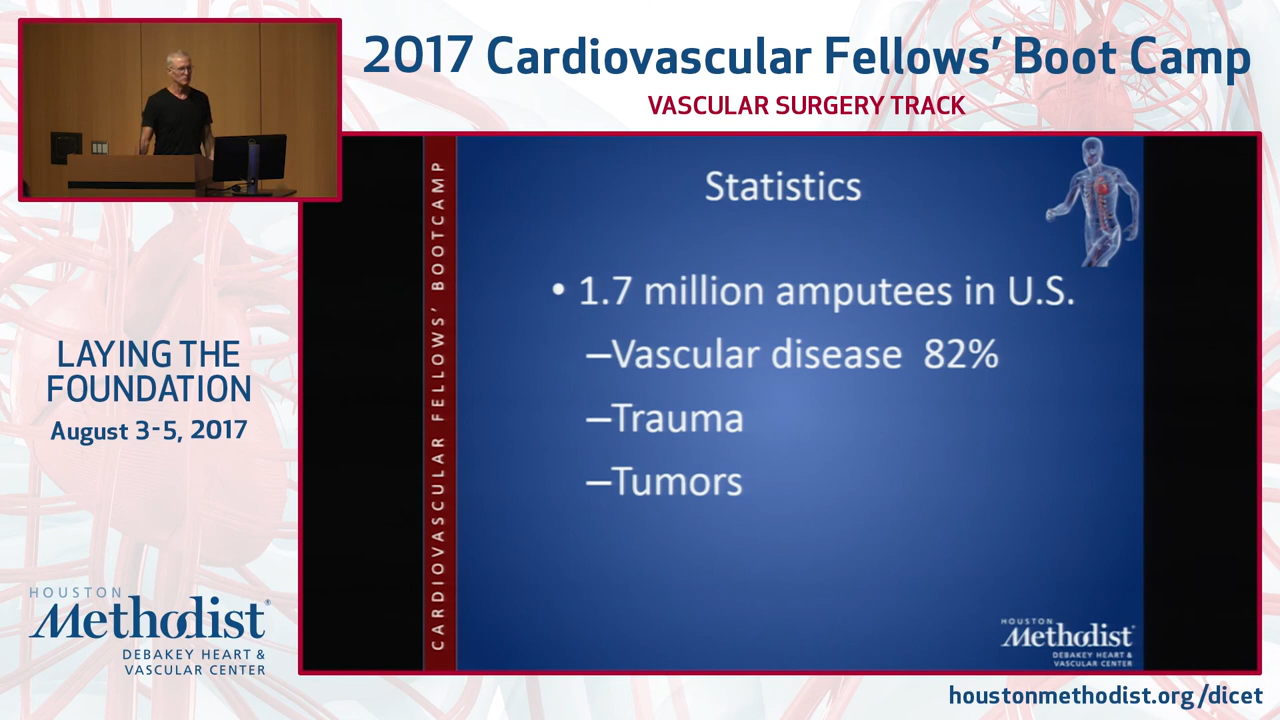 2017 Cardiovascular Fellows’ Boot Camp
VASCULAR SURGERY TRACK
CARDIOVASCULAR FELLOWS’ BOOTCAMP
Statistics
• 1.7 million amputees in U.S.
–Vascular disease 82%
–Trauma
–Tumors
HOUSTON
Methodist
DEBAKEY HEART &
VASCULAR CENTER
LAYING THE
FOUNDATION
August 3-5, 2017
HOUSTON
Methodist®
DEBAKEY HEART &
VASCULAR CENTER
houstonmethodist.org/dicet